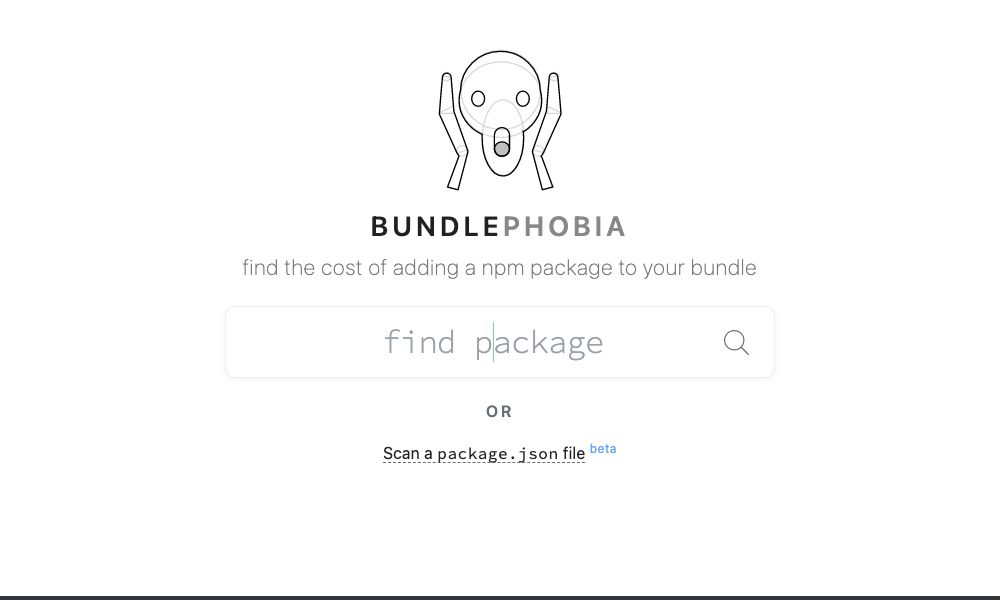 BUNDLEPHOBIA
find the cost of adding a npm package to your bundle
find package
OR
Scan a package.json file beta